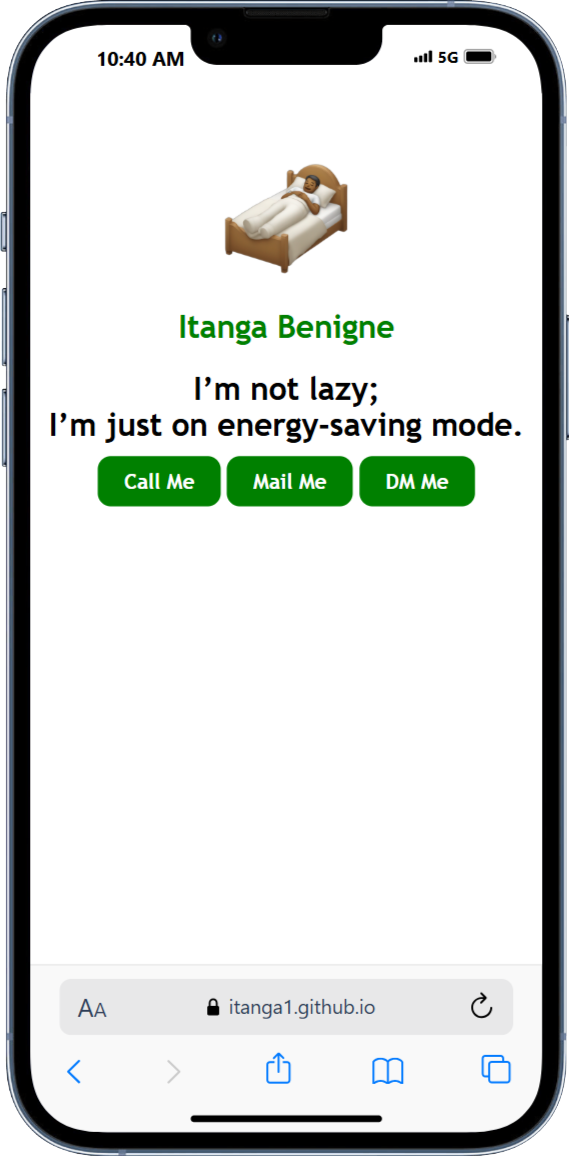 10:40 AM 5G
Itanga Benigne
I’m not lazy;
I’m just on energy-saving mode.
Call Me Mail Me DM Me
AA itanga1.github.io